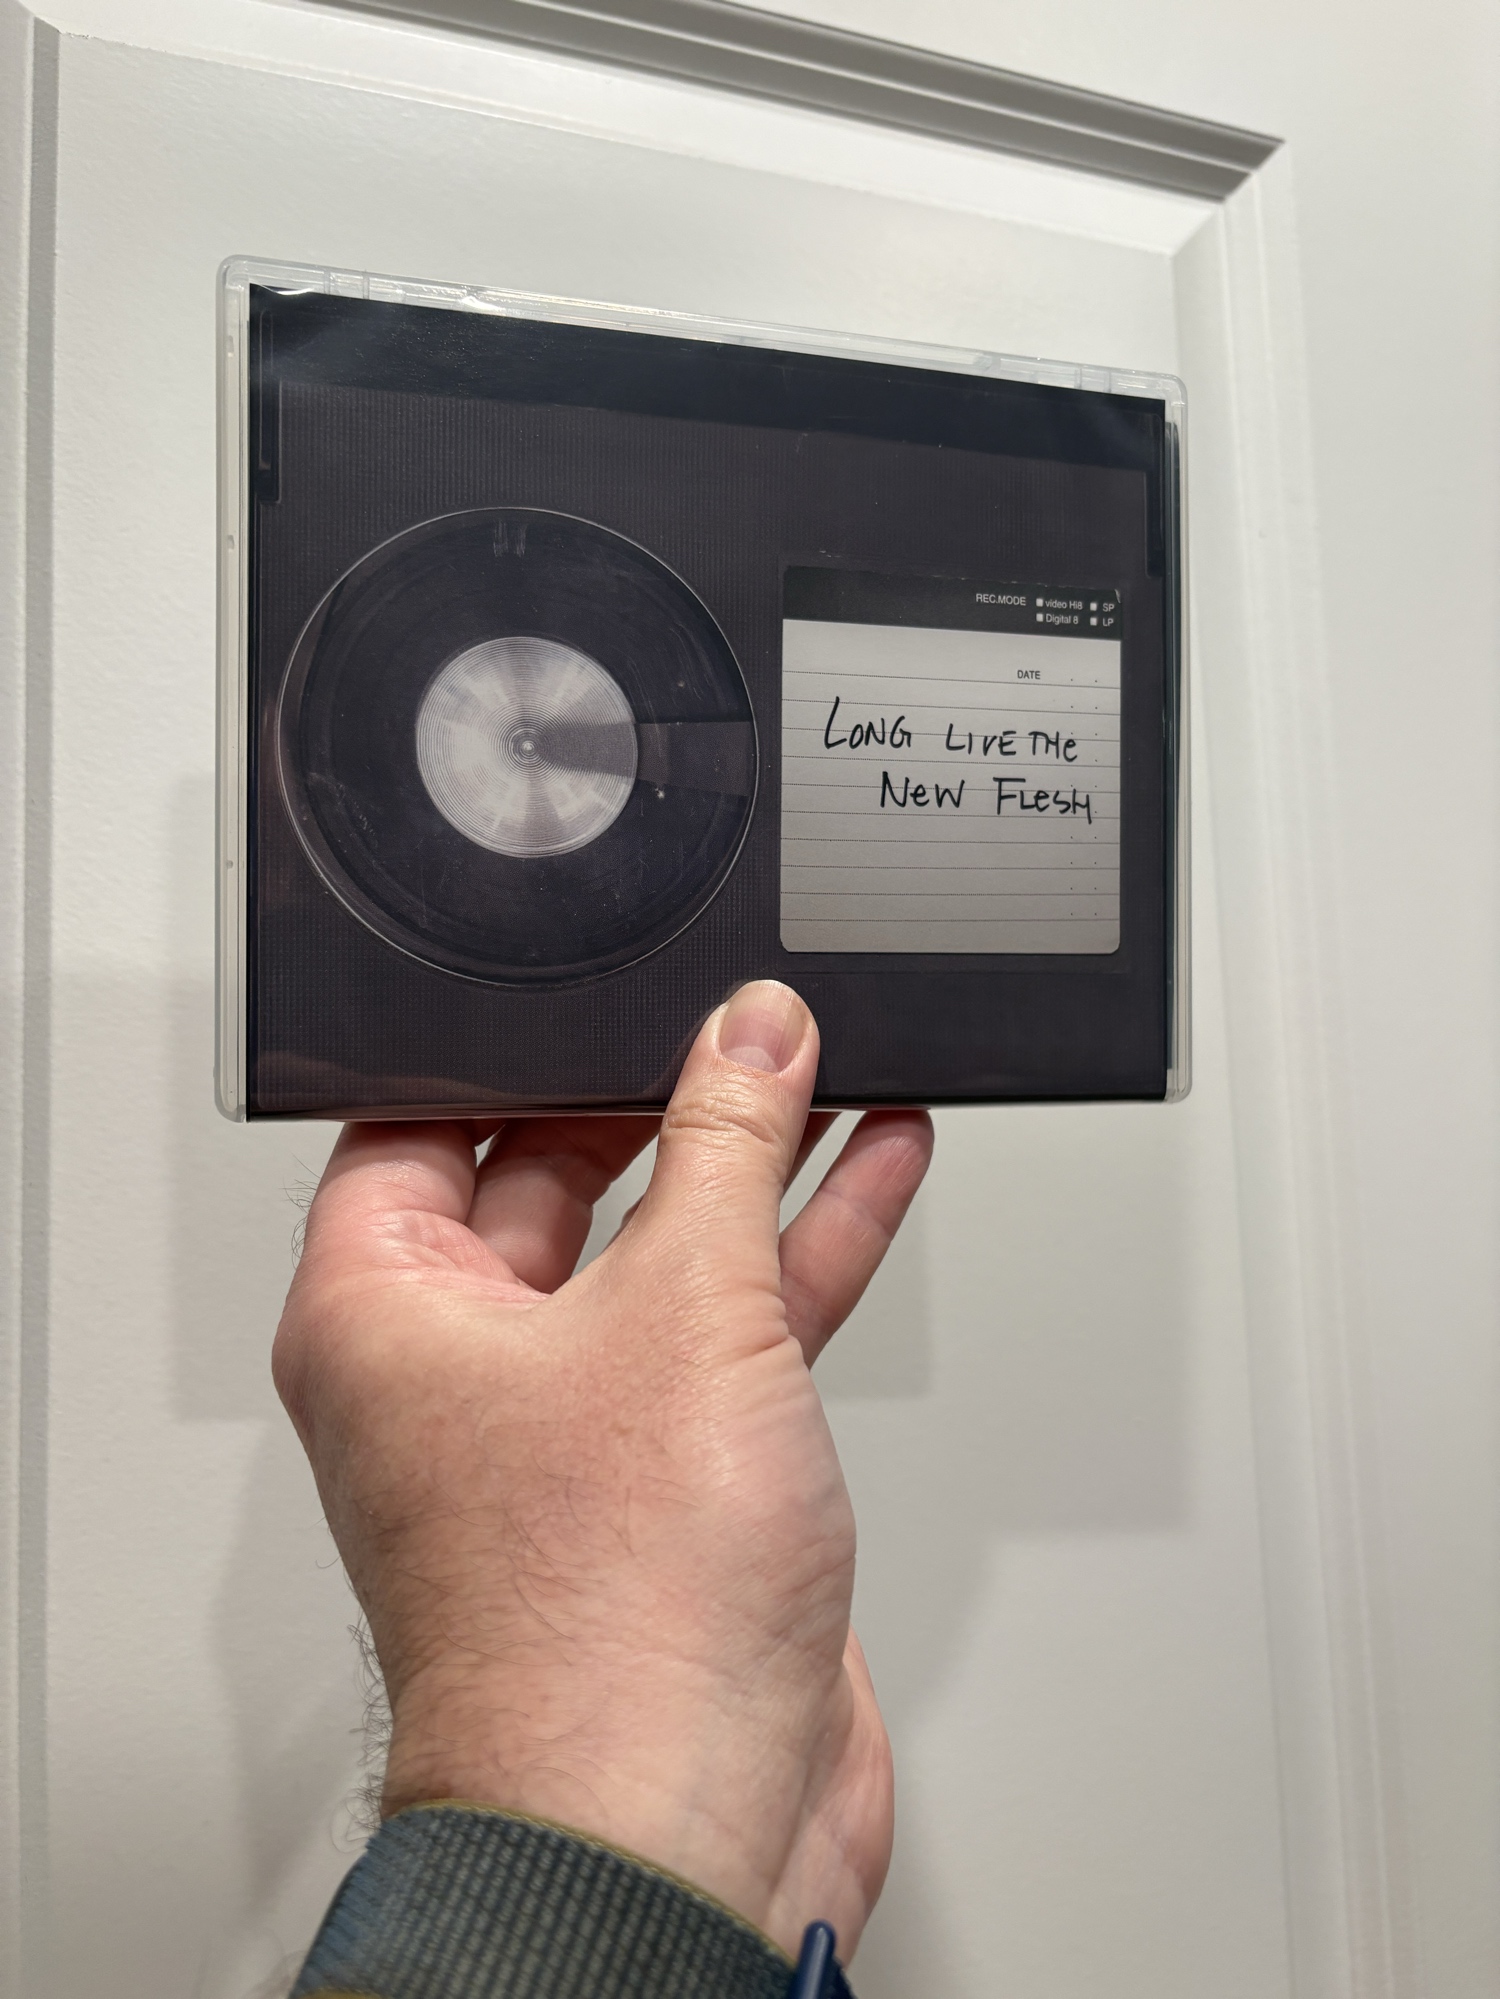 REC.MODE video Hi8 SP
Digital 8 LP
DATE
LONG LIVE THE
NEW FLESH